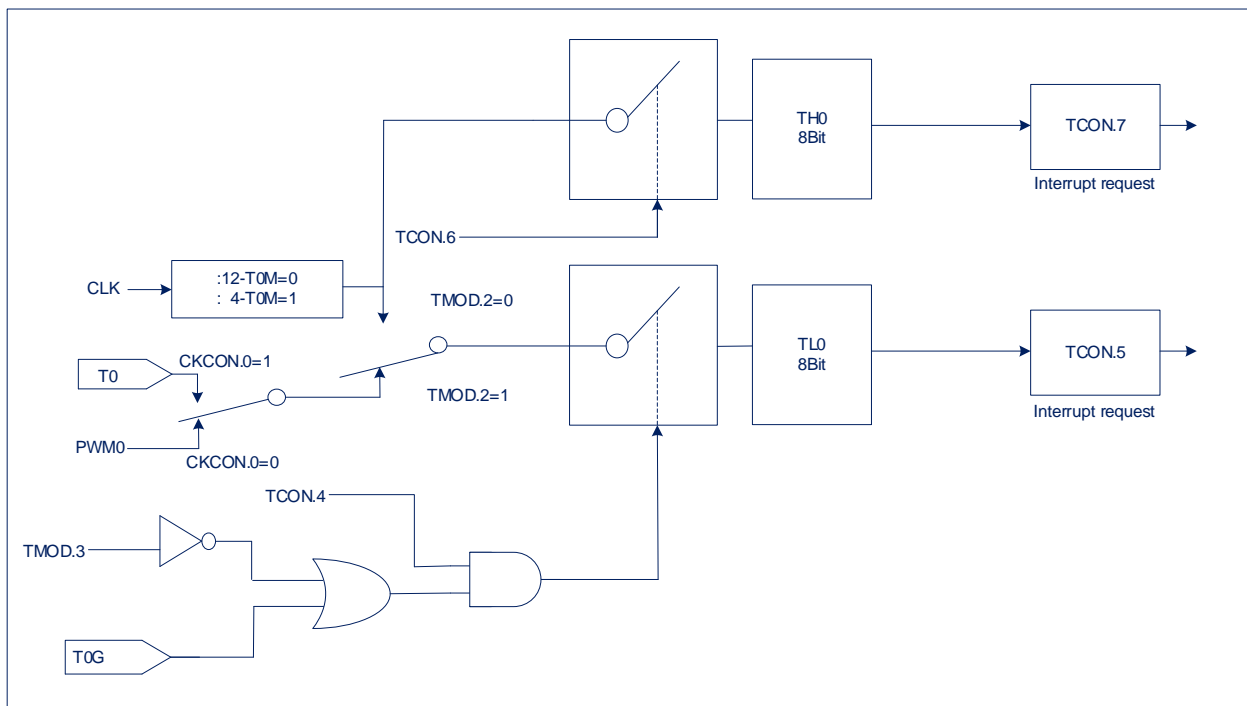 TH0
8Bit
TCON.7
Interrupt request
TCON.6
CLK
:12-T0M=0
: 4-T0M=1
TMOD.2=0
TL0
8Bit
TCON.5
Interrupt request
T0
CKCON.0=1
TMOD.2=1
PWM0
CKCON.0=0
TCON.4
TMOD.3
T0G